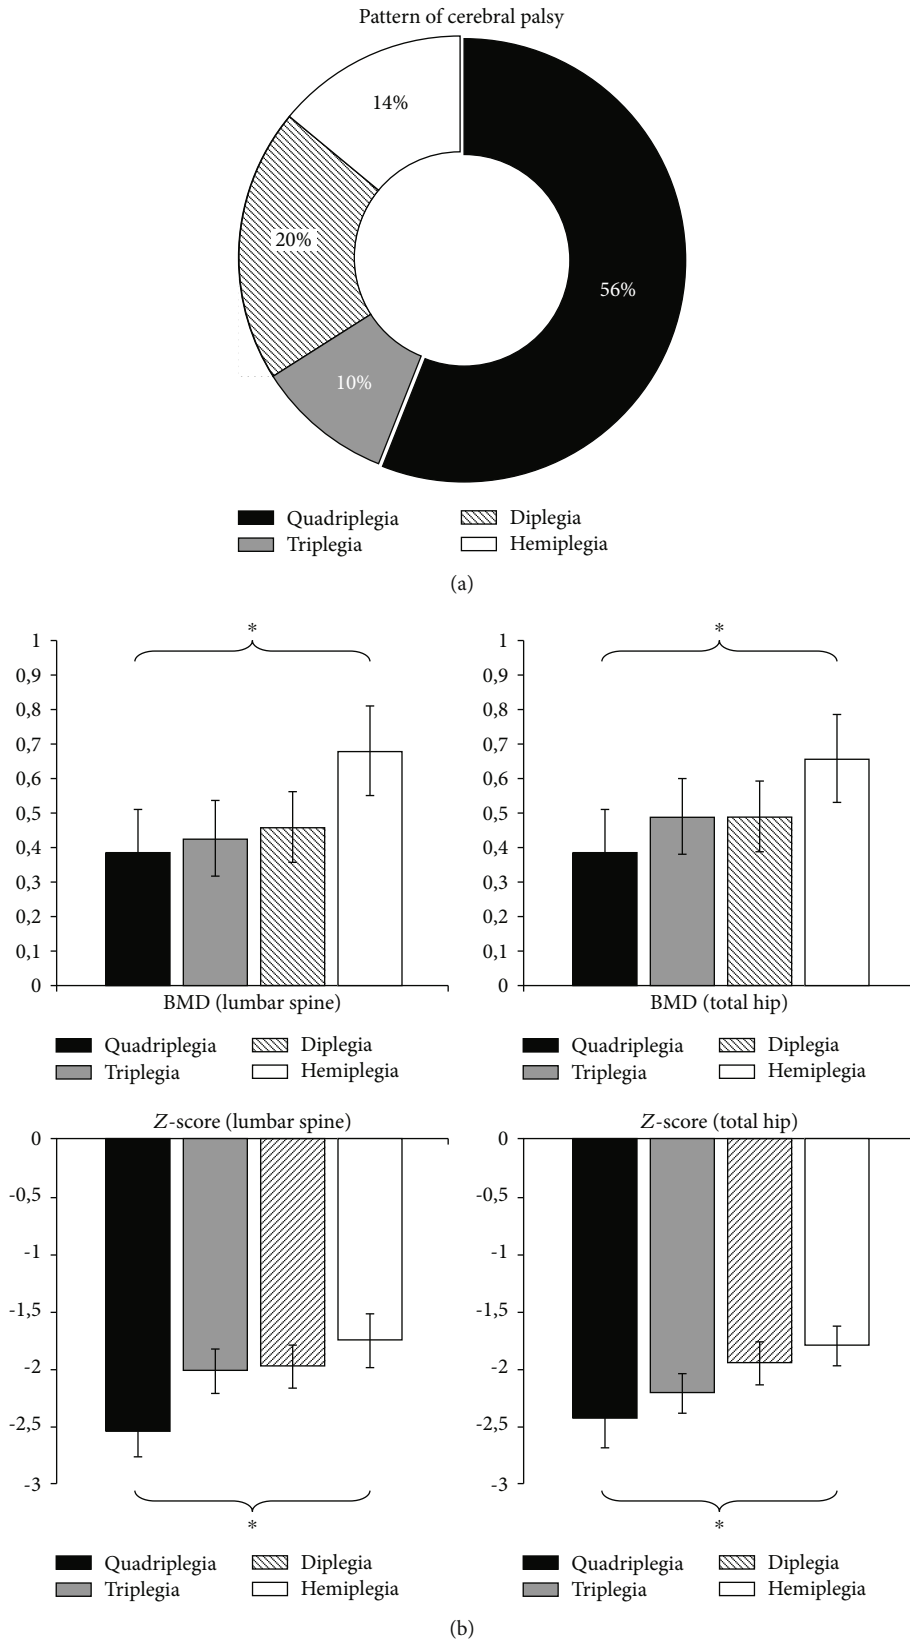 Pattern of cerebral palsy
14%
20%
56%
10%
Quadriplegia Diplegia
Triplegia Hemiplegia
(a)
* *
1 1
0,9 0,9
0,8 0,8
0,7 0,7
0,6 0,6
0,5 0,5
0,4 0,4
0,3 0,3
0,2 0,2
0,1 0,1
0 0
BMD (lumbar spine) BMD (total hip)
Quadriplegia Diplegia Quadriplegia Diplegia
Triplegia Hemiplegia Triplegia Hemiplegia
Z-score (lumbar spine) Z-score (total hip)
0 0
-0,5 -0,5
-1 -1
-1,5 -1,5
-2 -2
-2,5 -2,5
-3 -3
* *
Quadriplegia Diplegia Quadriplegia Diplegia
Triplegia Hemiplegia Triplegia Hemiplegia
(b)